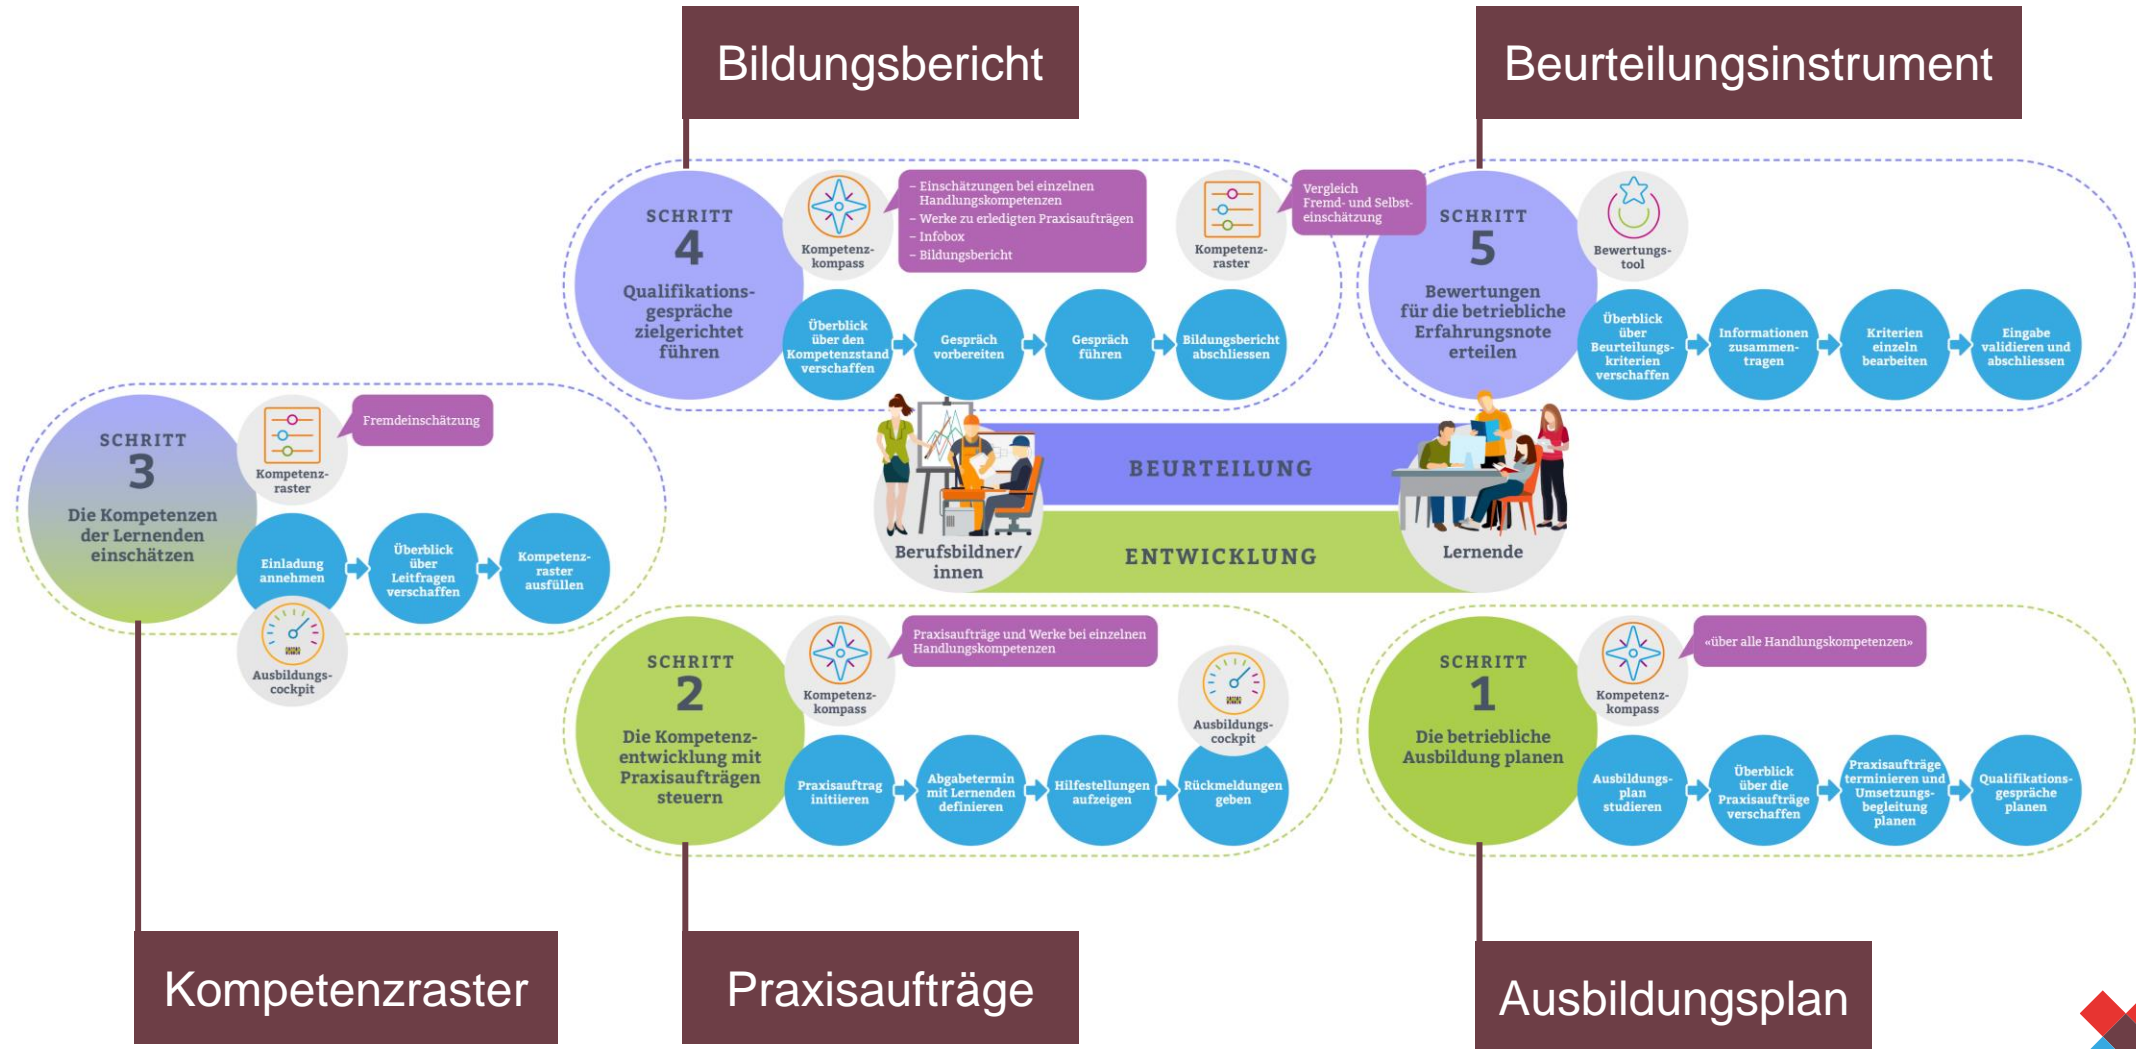 Bildungsbericht
Beurteilungsinstrument
SCHRITT
4
Qualifikations-
gespräche
zielgerichtet
führen
Kompetenz-
kompass
– Einschätzungen bei einzelnen
Handlungskompetenzen
– Werke zu erledigten Praxisaufträgen
– Infobox
– Bildungsbericht
Kompetenz-
raster
Vergleich
Fremd- und Selbst-
einschätzung
Überblick
über den
Kompetenzstand
verschaffen
Gespräch
vorbereiten
Gespräch
führen
Bildungsbericht
abschliessen
SCHRITT
5
Bewertungen
für die betriebliche
Erfahrungsnote
erteilen
Bewertungs-
tool
Überblick
über
Beurteilungs-
kriterien
verschaffen
Informationen
zusammen-
tragen
Kriterien
einzeln
bearbeiten
Eingabe
validieren und
abschliessen
SCHRITT
3
Die Kompetenzen
der Lernenden
einschätzen
Kompetenz-
raster
Fremdeinschätzung
Einladung
annehmen
Überblick
über
Leitfragen
verschaffen
Kompetenz-
raster
ausfüllen
Ausbildungs-
cockpit
BEURTEILUNG
ENTWICKLUNG
Berufsbildner/
innen
Lernende
SCHRITT
2
Die Kompetenz-
entwicklung mit
Praxisaufträgen
steuern
Kompetenz-
kompass
Praxisaufträge und Werke bei einzelnen
Handlungskompetenzen
Ausbildungs-
cockpit
Praxisauftrag
initiieren
Abgabetermin
mit Lernenden
definieren
Hilfestellungen
aufzeigen
Rückmeldungen
geben
SCHRITT
1
Die betriebliche
Ausbildung planen
Kompetenz-
kompass
«über alle Handlungskompetenzen»
Ausbildungs-
plan
studieren
Überblick
über die
Praxisaufträge
verschaffen
Praxisaufträge
terminieren und
Umsetzungs-
begleitung
planen
Qualifikations-
gespräche
planen
Kompetenzraster
Praxisaufträge
Ausbildungsplan